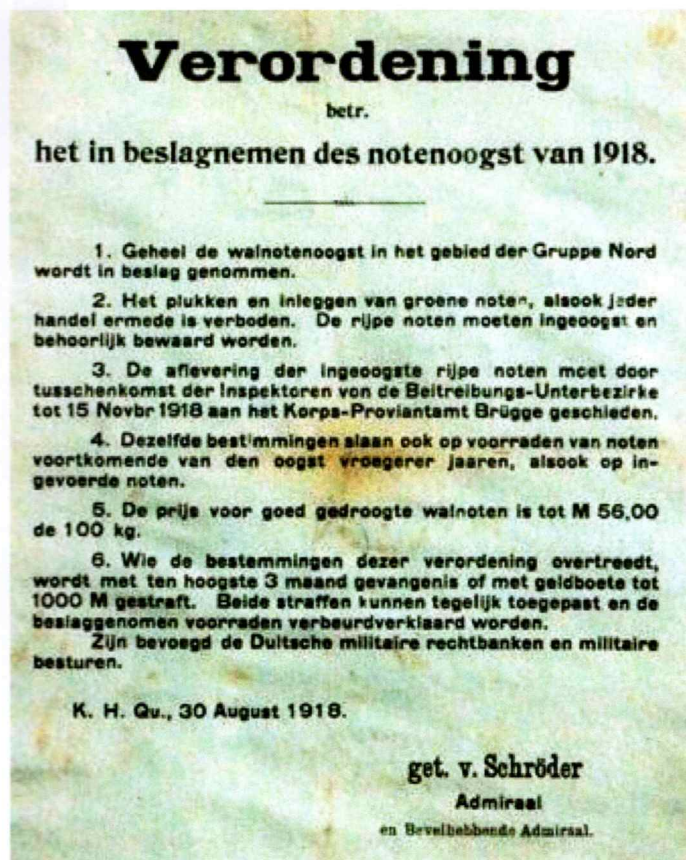 Verordening
betr.
het in beslagnemen des notenoogst van 1918.
1. Geheel de walnotenoogst in het gebied der Gruppe Nord
wordt in beslag genommen.
2. Het plukken en inleggen van groene noten, alsook jeder
handel ermede is verboden. De rijpe noten moeten ingeoogst en
behoorlijk bewaard worden.
3. De aflevering der ingeoogste rijpe noten moet door
tusschenkomst der Inspektoren von de Beitreibungs-Unterbezirke
tot 15 Novbr 1918 aan het Korps-Proviantamt Brügge geschieden.
4. Dezelfde bestimmingen slaan ook op voorraden van noten
voortkomende van den oogst vroegerer jaaren, alsook op in-
gevoerde noten.
5. De prijs voor goed gedroogte walnoten is tot M 56,00
de 100 kg.
6. Wie de bestemmingen dezer verordening overtreedt,
wordt met ten hoogste 3 maand gevangenis of met geldboete tot
1000 M gestraft. Beide straffen kunnen tegelijk toegepast en de
beslaggenomen voorraden verbeurdverklaard worden.
Zijn bevoegd de Duitsche militaire rechtbanken en militaire
besturen.
K. H. Qu., 30 August 1918.
get. v. Schröder
Admiraal
en Bevelhebbende Admiraal.